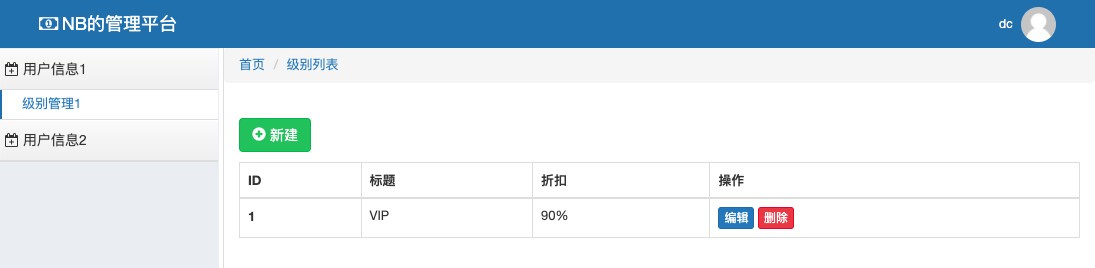 NB的管理平台
dc
用户信息1
级别管理1
用户信息2
首页 / 级别列表
新建
ID 标题 折扣 操作
1 VIP 90% 编辑 删除